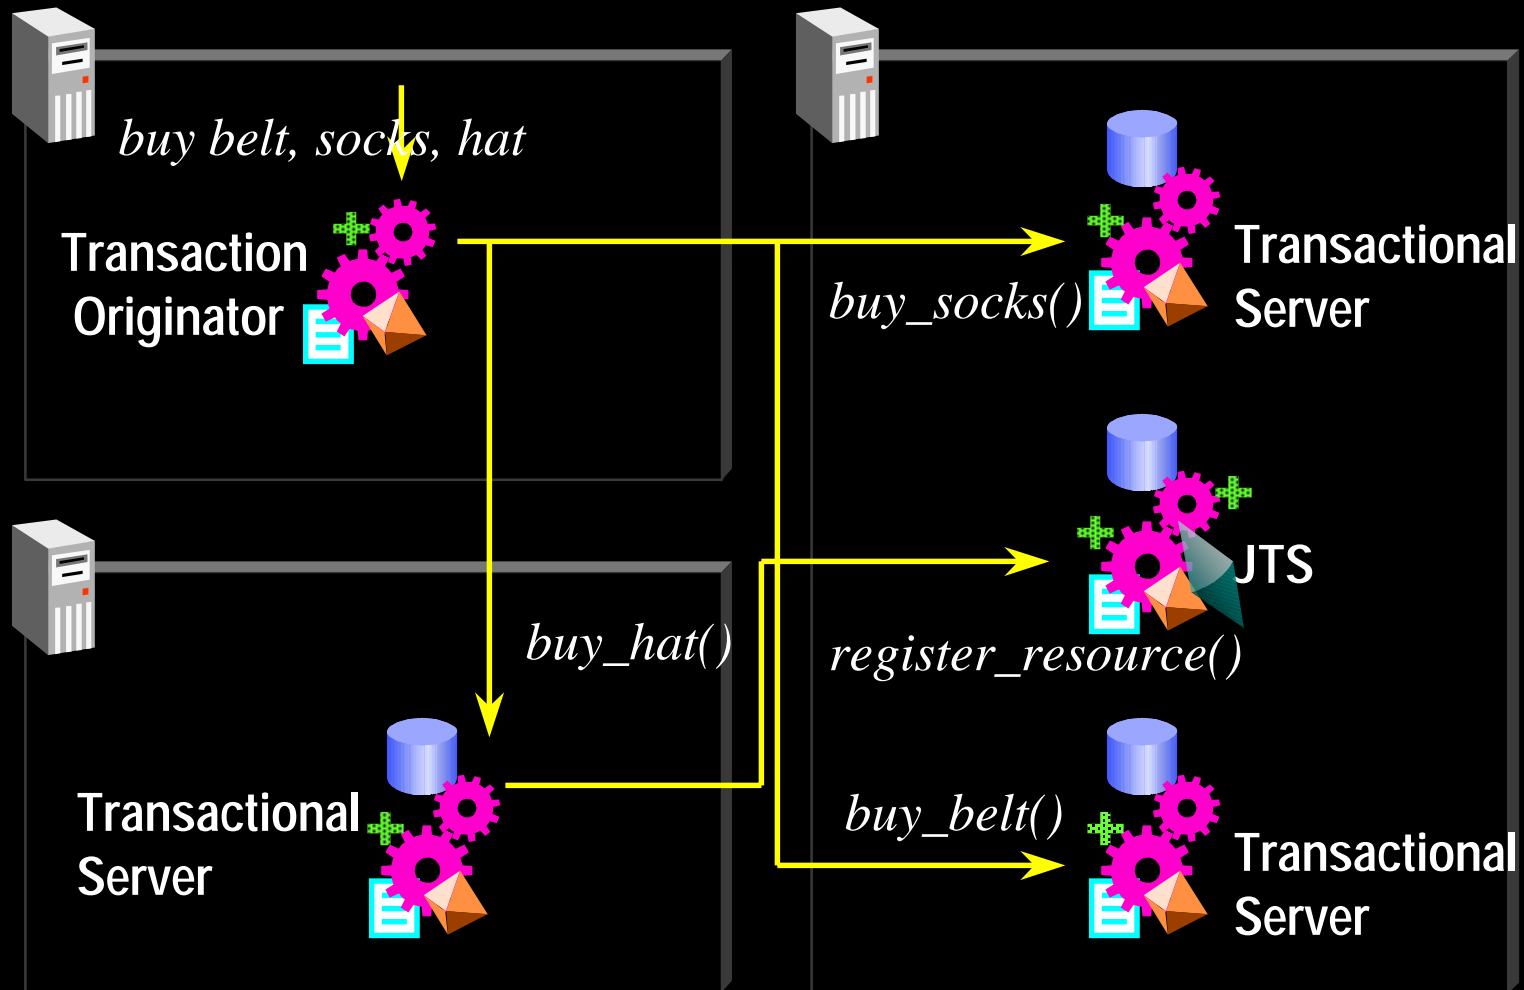 buy belt, socks, hat
Transaction
Originator
buy_socks()
Transactional
Server
JTS
register_resource()
buy_hat()
Transactional
Server
buy_belt()
Transactional
Server